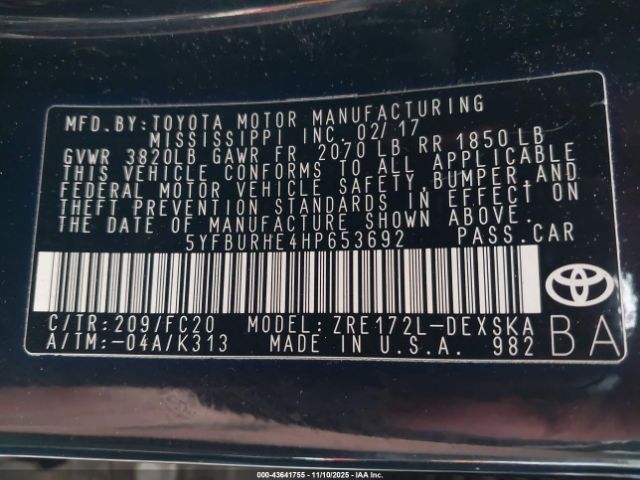 MFD.BY:TOYOTA MOTOR MANUFACTURING
MISSISSIPPI INC. 02/17
GVWR 3820LB GAWR FR 2070 LB RR 1850 LB
THIS VEHICLE CONFORMS TO ALL APPLICABLE
FEDERAL MOTOR VEHICLE SAFETY,BUMPER,AND
THEFT PREVENTION STANDARDS IN EFFECT ON
THE DATE OF MANUFACTURE SHOWN ABOVE.
5YFBURHE4HP653692 PASS.CAR
C/TR:209/FC20 MODEL: ZRE172L-DEXSKA
A/TM:-04A/K313 MADE IN U.S.A. 982
BA
000-43641755 - 11/10/2025 - IAA Inc.